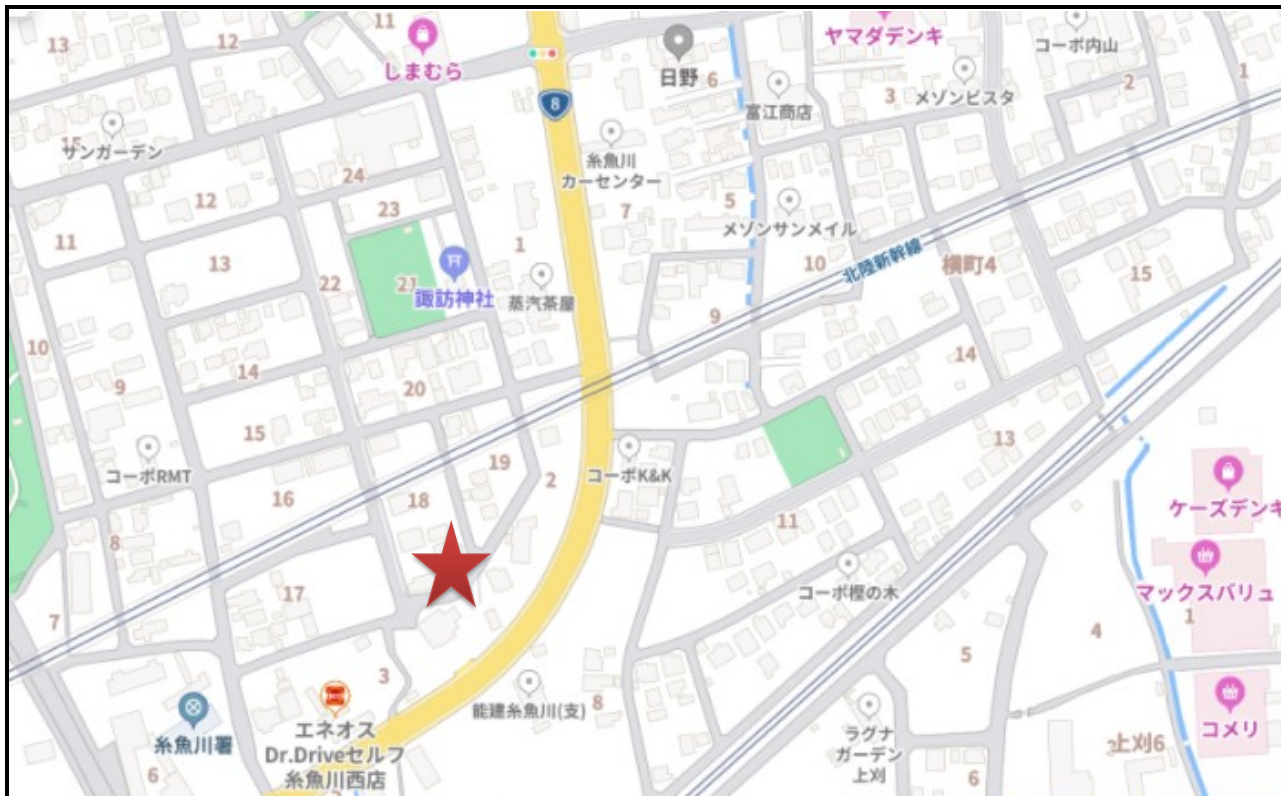 11
13
12
しまむら
8
日野
6
ヤマダデンキ
コーポ内山
1
2
富江商店
3
メゾンビスタ
15
サンガーデン
糸魚川
カーセンター
24
12
23
5
メゾンサンメイル
7
11
1
13
22
21
諏訪神社
蒸汽茶屋
10
北陸新幹線
横町4
15
9
10
14
9
14
20
15
コーポRMT
19
2
コーポK&K
13
16
18
ケーズデンキ
11
8
マックスバリュ
1
17
コーポ樫の木
7
4
5
3
糸魚川署
エネオス
Dr.Driveセルフ
糸魚川西店
能建糸魚川(支)
8
ラグナ
ガーデン
上刈
コメリ
上刈6
6
6